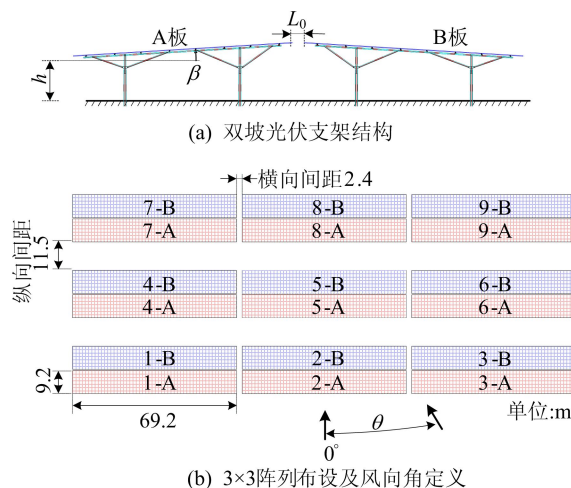 L₀
A板
B板
h
β
(a) 双坡光伏支架结构
横向间距2.4
7-B 8-B 9-B
7-A 8-A 9-A
纵向间距
11.5
4-B 5-B 6-B
4-A 5-A 6-A
1-B 2-B 3-B
9.2
1-A 2-A 3-A
69.2
θ
0°
单位:m
(b) 3×3阵列布设及风向角定义